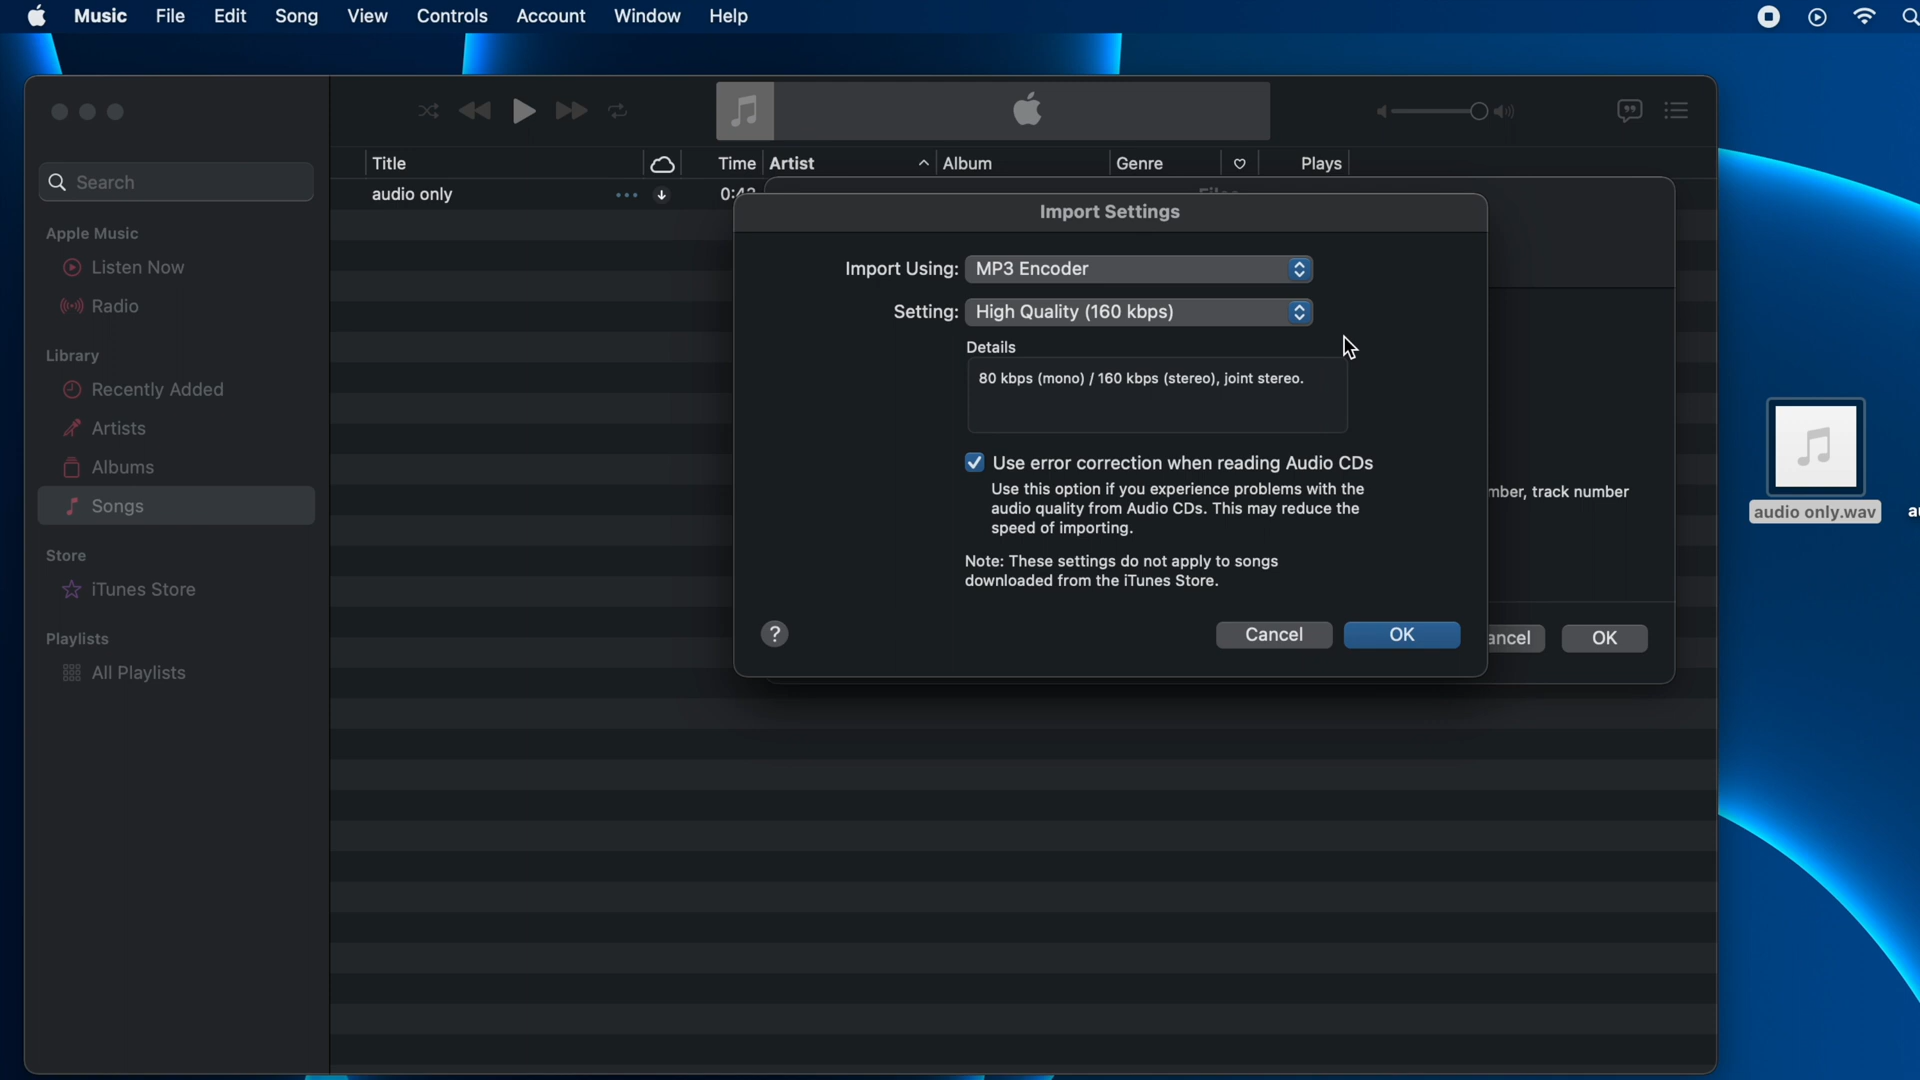 Music File Edit Song View Controls Account Window Help
Search
Apple Music
Listen Now
Radio
Library
Recently Added
Artists
Albums
Songs
Store
iTunes Store
Playlists
All Playlists
Title Time Artist Album Genre Plays
audio only
Import Settings
Import Using: MP3 Encoder
Setting: High Quality (160 kbps)
Details
80 kbps (mono) / 160 kbps (stereo), joint stereo.
Use error correction when reading Audio CDs
Use this option if you experience problems with the
audio quality from Audio CDs. This may reduce the
speed of importing.
Note: These settings do not apply to songs
downloaded from the iTunes Store.
? Cancel OK
mber, track number
ancel OK
audio only.wav